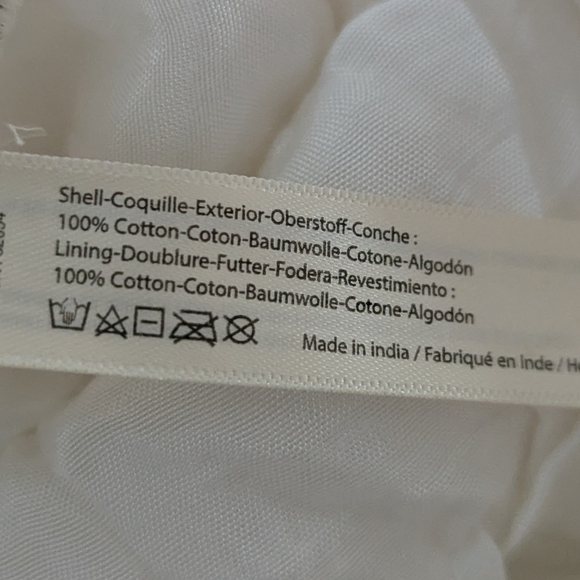 Shell-Coquille-Exterior-Oberstoff-Conche :
100% Cotton-Coton-Baumwolle-Cotone-Algodón
Lining-Doublure-Futter-Fodera-Revestimiento :
100% Cotton-Coton-Baumwolle-Cotone-Algodón
Made in india / Fabriqué en Inde /